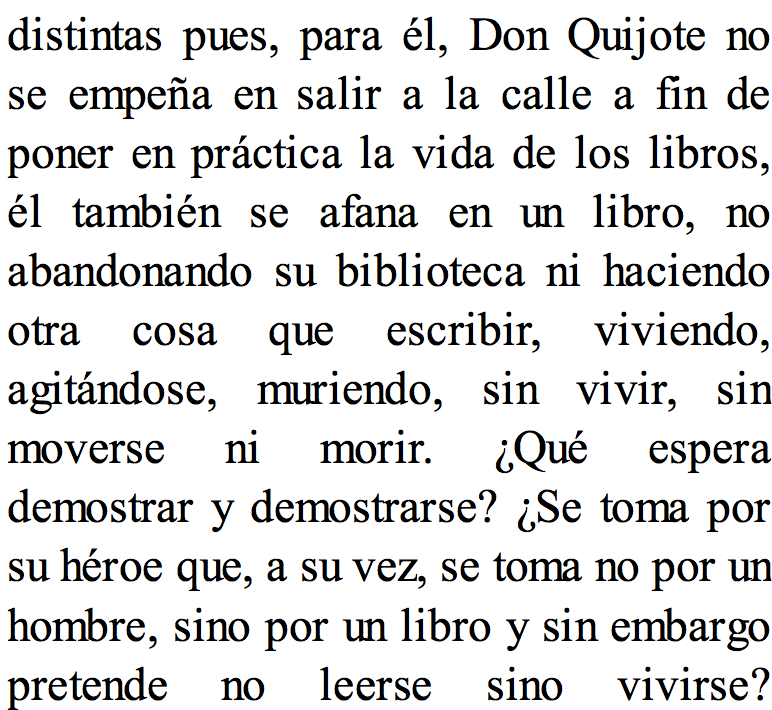 distintas pues, para él, Don Quijote no
se empeña en salir a la calle a fin de
poner en práctica la vida de los libros,
él también se afana en un libro, no
abandonando su biblioteca ni haciendo
otra cosa que escribir, viviendo,
agitándose, muriendo, sin vivir, sin
moverse ni morir. ¿Qué espera
demostrar y demostrarse? ¿Se toma por
su héroe que, a su vez, se toma no por un
hombre, sino por un libro y sin embargo
pretende no leerse sino vivirse?